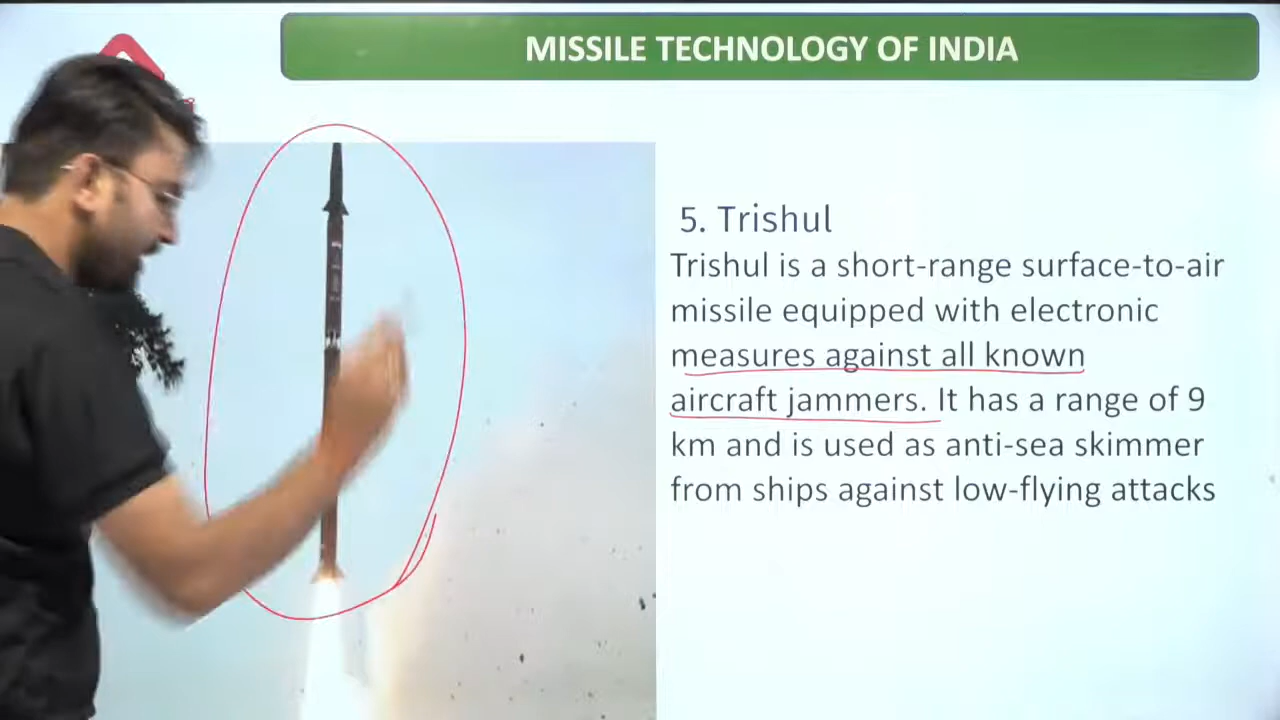 MISSILE TECHNOLOGY OF INDIA
5. Trishul
Trishul is a short-range surface-to-air
missile equipped with electronic
measures against all known
aircraft jammers. It has a range of 9
km and is used as anti-sea skimmer
from ships against low-flying attacks